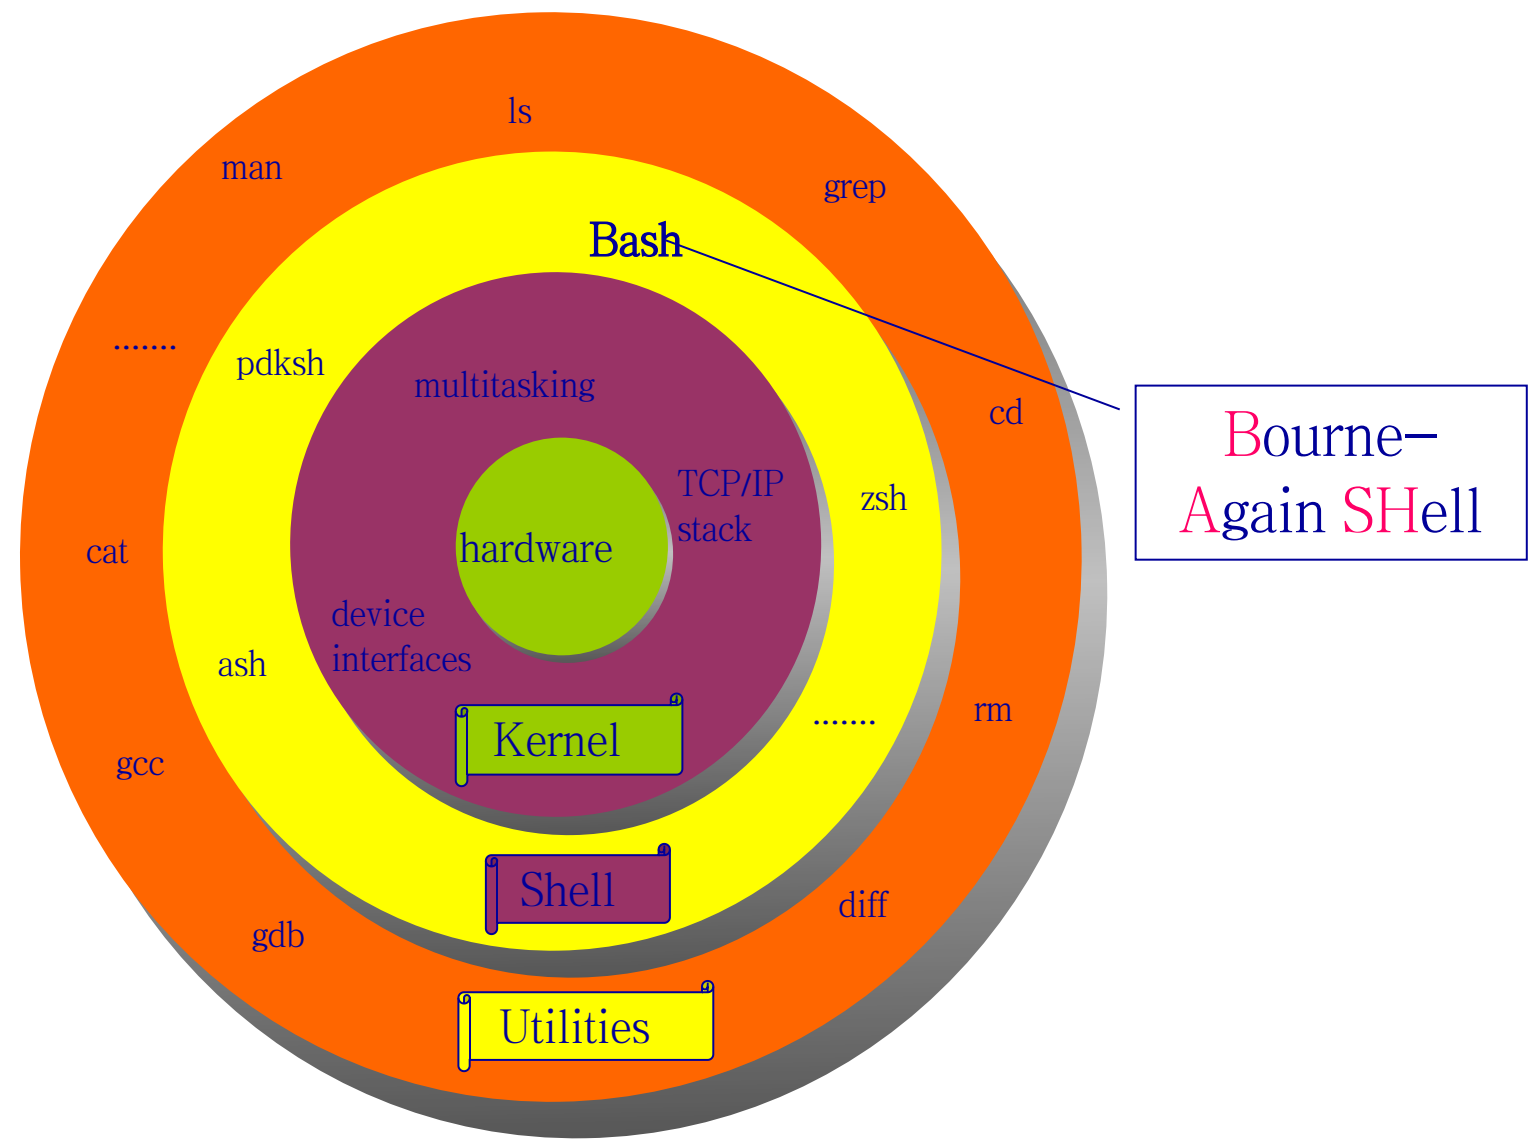 ls
man
grep
Bash
.......
pdksh
multitasking
cd
Bourne-
Again SHell
TCP/IP
stack
zsh
hardware
cat
device
interfaces
ash
.......
rm
Kernel
gcc
Shell
diff
gdb
Utilities